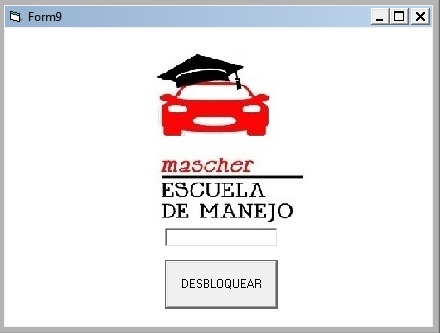 Form9
mascher
ESCUELA
DE MANEJO
DESBLOQUEAR